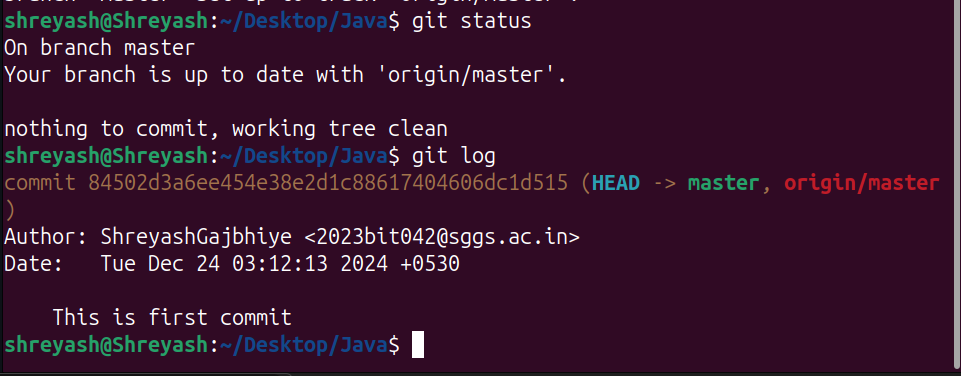 shreyash@Shreyash:~/Desktop/Java$ git status
On branch master
Your branch is up to date with 'origin/master'.
nothing to commit, working tree clean
shreyash@Shreyash:~/Desktop/Java$ git log
commit 84502d3a6ee454e38e2d1c88617404606dc1d515 (HEAD -> master, origin/master
)
Author: ShreyashGajbhiye <2023bit042@sggs.ac.in>
Date:   Tue Dec 24 03:12:13 2024 +0530
    This is first commit
shreyash@Shreyash:~/Desktop/Java$